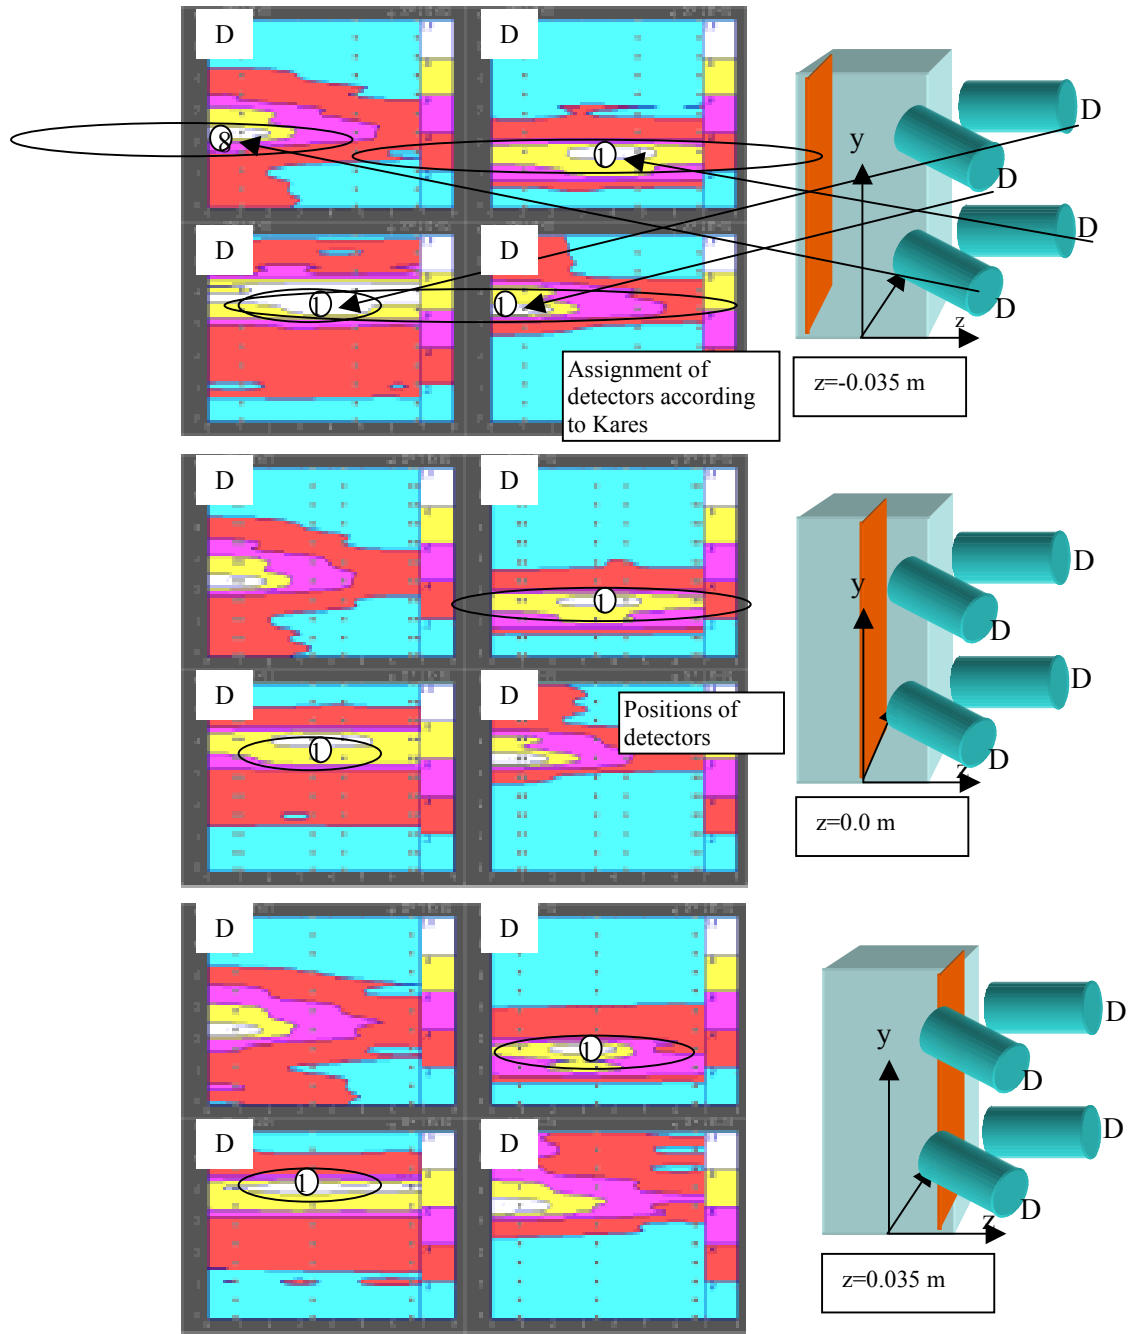 D
D
D
D
8
1
1
1
y
z
D
D
D
D
Assignment of
detectors according
to Kares
z=-0.035 m
D
D
D
D
1
1
Positions of
detectors
y
z
D
D
D
D
z=0.0 m
D
D
D
D
1
1
y
z
D
D
D
D
z=0.035 m